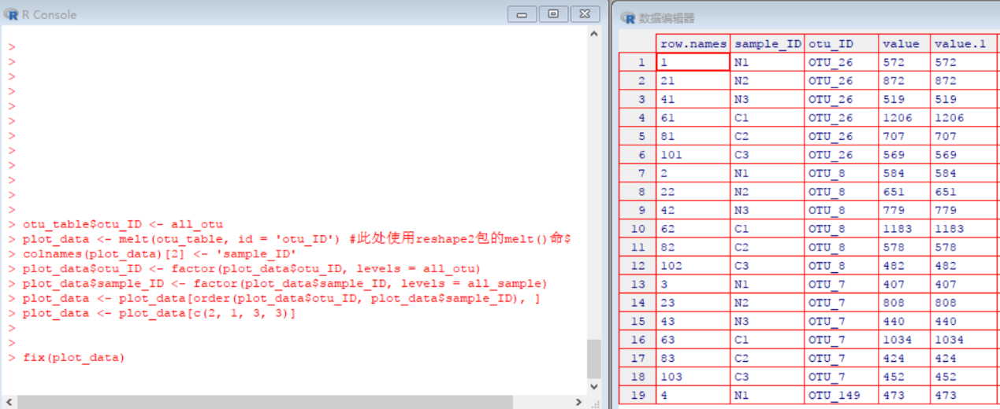 R Console
>
>
>
>
>
>
>
>
>
>
>
>
> otu_table$otu_ID <- all_otu
> plot_data <- melt(otu_table, id = 'otu_ID') #此处使用reshape2包的melt()命$
> colnames(plot_data)[2] <- 'sample_ID'
> plot_data$otu_ID <- factor(plot_data$otu_ID, levels = all_otu)
> plot_data$sample_ID <- factor(plot_data$sample_ID, levels = all_sample)
> plot_data <- plot_data[order(plot_data$otu_ID, plot_data$sample_ID), ]
> plot_data <- plot_data[c(2, 1, 3, 3)]
>
>
> fix(plot_data)
数据编辑器
row.names sample_ID otu_ID value value.1
1 1 N1 OTU_26 572 572
2 21 N2 OTU_26 872 872
3 41 N3 OTU_26 519 519
4 61 C1 OTU_26 1206 1206
5 81 C2 OTU_26 707 707
6 101 C3 OTU_26 569 569
7 2 N1 OTU_8 584 584
8 22 N2 OTU_8 651 651
9 42 N3 OTU_8 779 779
10 62 C1 OTU_8 1183 1183
11 82 C2 OTU_8 578 578
12 102 C3 OTU_8 482 482
13 3 N1 OTU_7 407 407
14 23 N2 OTU_7 808 808
15 43 N3 OTU_7 440 440
16 63 C1 OTU_7 1034 1034
17 83 C2 OTU_7 424 424
18 103 C3 OTU_7 452 452
19 4 N1 OTU_149 473 473